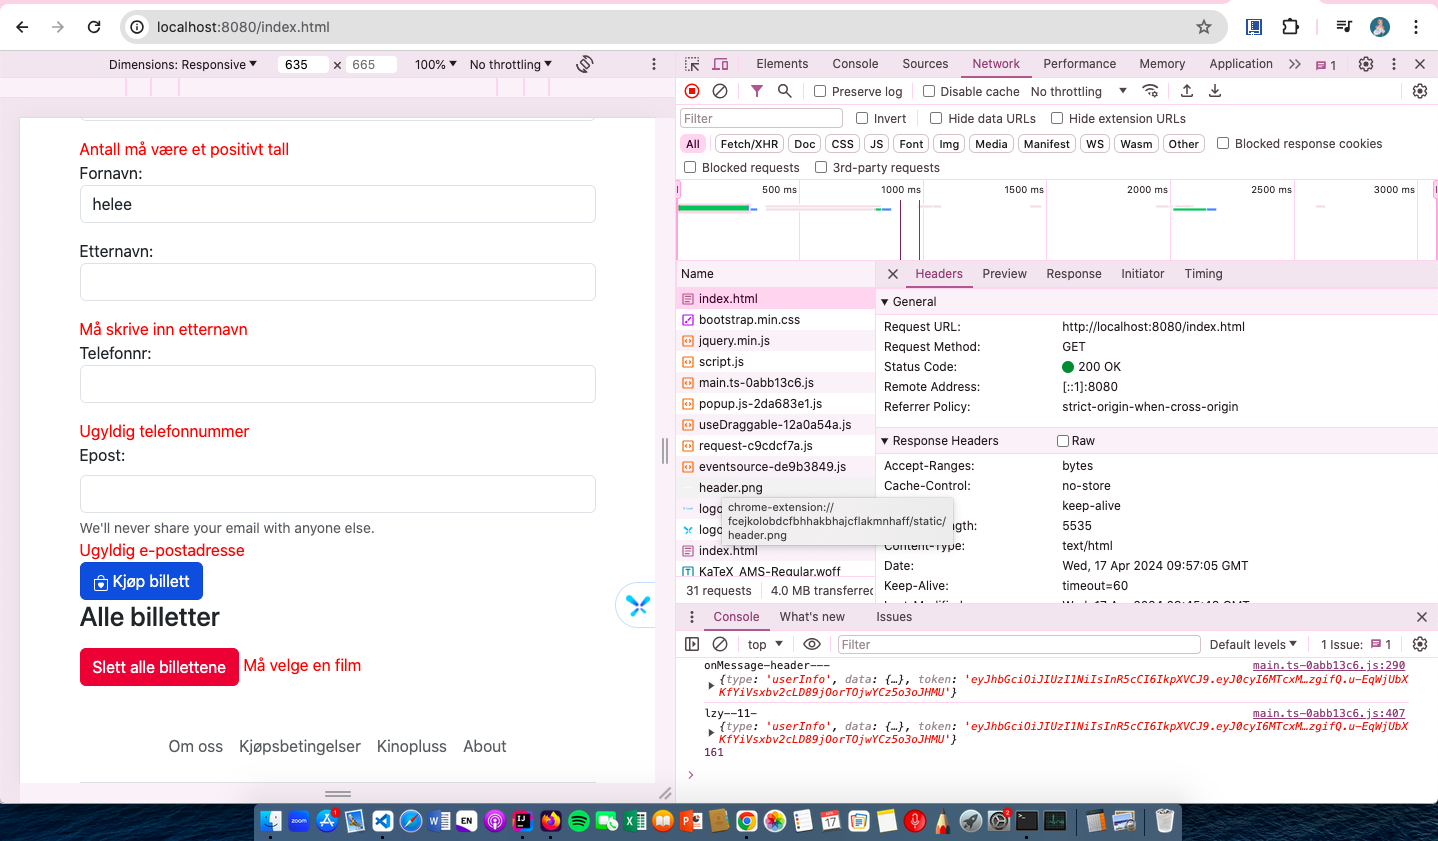 localhost:8080/index.html
Dimensions: Responsive 635 × 665 100% No throttling
Antall må være et positivt tall
Fornavn:
helee
Etternavn:
Må skrive inn etternavn
Telefonnr:
Ugyldig telefonnummer
Epost:
We'll never share your email with anyone else.
Ugyldig e-postadresse
Kjøp billett
Alle billetter
Slett alle billettene Må velge en film
Om oss Kjøpsbetingelser Kinopluss About
Elements Console Sources Network Performance Memory Application 1
Preserve log Disable cache No throttling
Filter Invert Hide data URLs Hide extension URLs
All Fetch/XHR Doc CSS JS Font Img Media Manifest WS Wasm Other Blocked response cookies
Blocked requests 3rd-party requests
500 ms 1000 ms 1500 ms 2000 ms 2500 ms 3000 ms
Name
index.html
bootstrap.min.css
jquery.min.js
script.js
main.ts-0abb13c6.js
popup.js-2da683e1.js
useDraggable-12a0a54a.js
request-c9cdcf7a.js
eventsource-de9b3849.js
header.png
logo
logo
index.html
KaTeX_AMS-Regular.woff
chrome-extension://
fcejkolobdcfbhhakbhajcflakmnhaff/static/
header.png
31 requests 4.0 MB transferred
Headers Preview Response Initiator Timing
General
Request URL: http://localhost:8080/index.html
Request Method: GET
Status Code: 200 OK
Remote Address: [::1]:8080
Referrer Policy: strict-origin-when-cross-origin
Response Headers Raw
Accept-Ranges: bytes
Cache-Control: no-store
keep-alive
ngth: 5535
Content-Type: text/html
Date: Wed, 17 Apr 2024 09:57:05 GMT
Keep-Alive: timeout=60
Console What's new Issues
top Filter Default levels 1 Issue: 1
onMessage-header--- main.ts-0abb13c6.js:290
{type: 'userInfo', data: {…}, token: 'eyJhbGciOiJIUzI1NiIsInR5cCI6IkpXVCJ9.eyJ0cyI6MTcxM…zgifQ.u-EqWjUbX
KfYiVsxbv2cLD89jOorTOjwYCz5o3oJHMU'}
lzy--11- main.ts-0abb13c6.js:407
{type: 'userInfo', data: {…}, token: 'eyJhbGciOiJIUzI1NiIsInR5cCI6IkpXVCJ9.eyJ0cyI6MTcxM…zgifQ.u-EqWjUbX
KfYiVsxbv2cLD89jOorTOjwYCz5o3oJHMU'}
161
zoom 1 EN 17 2